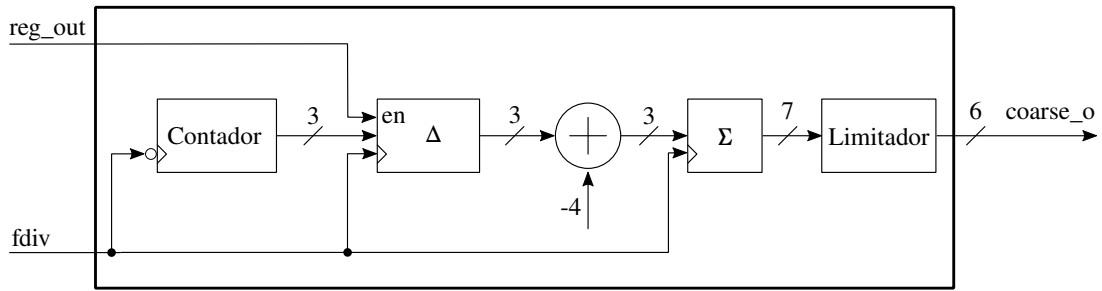 reg_out
en
3
3
3
7
6
coarse_o
Contador
Δ
Σ
Limitador
-4
fdiv